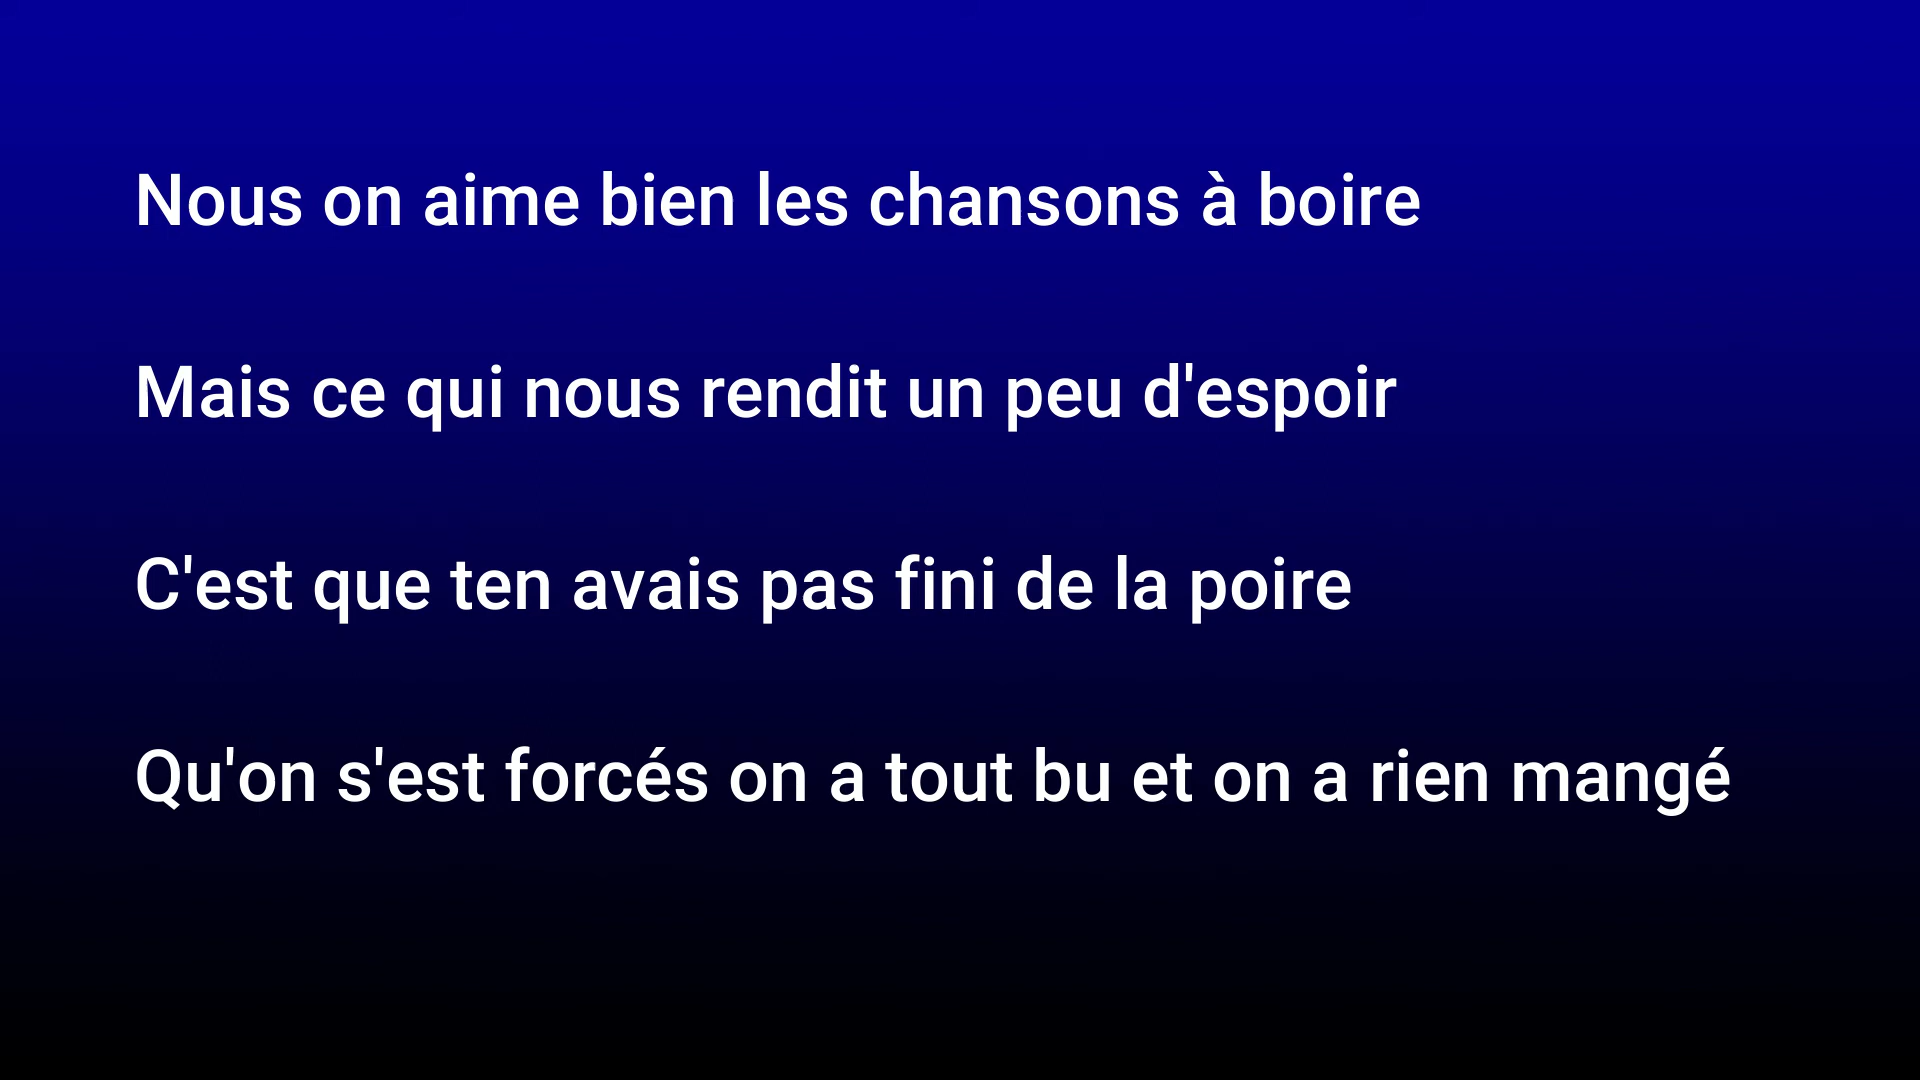 Nous on aime bien les chansons à boire
Mais ce qui nous rendit un peu d'espoir
C'est que ten avais pas fini de la poire
Qu'on s'est forcés on a tout bu et on a rien mangé